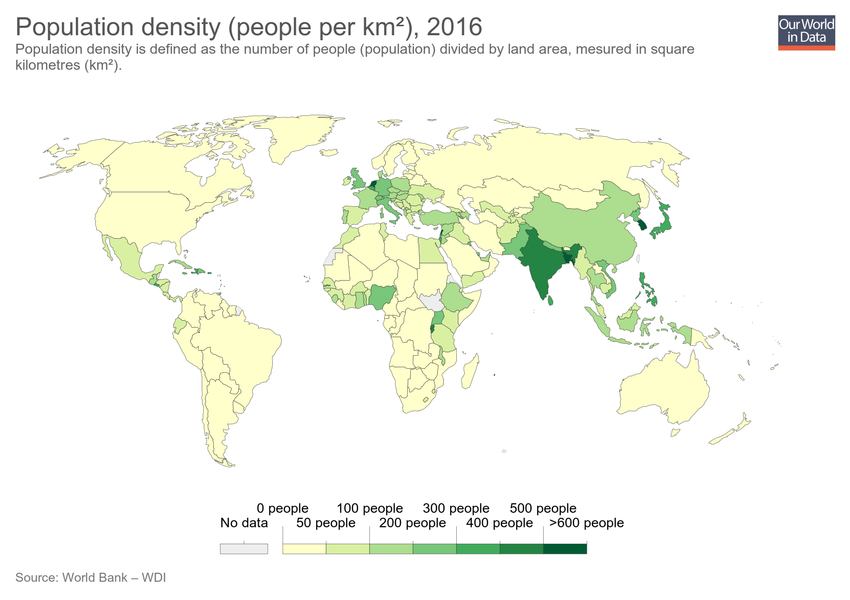 Population density (people per km²), 2016
Our World
in Data
Population density is defined as the number of people (population) divided by land area, mesured in square
kilometres (km²).
0 people 100 people 300 people 500 people
No data 50 people 200 people 400 people >600 people
Source: World Bank – WDI